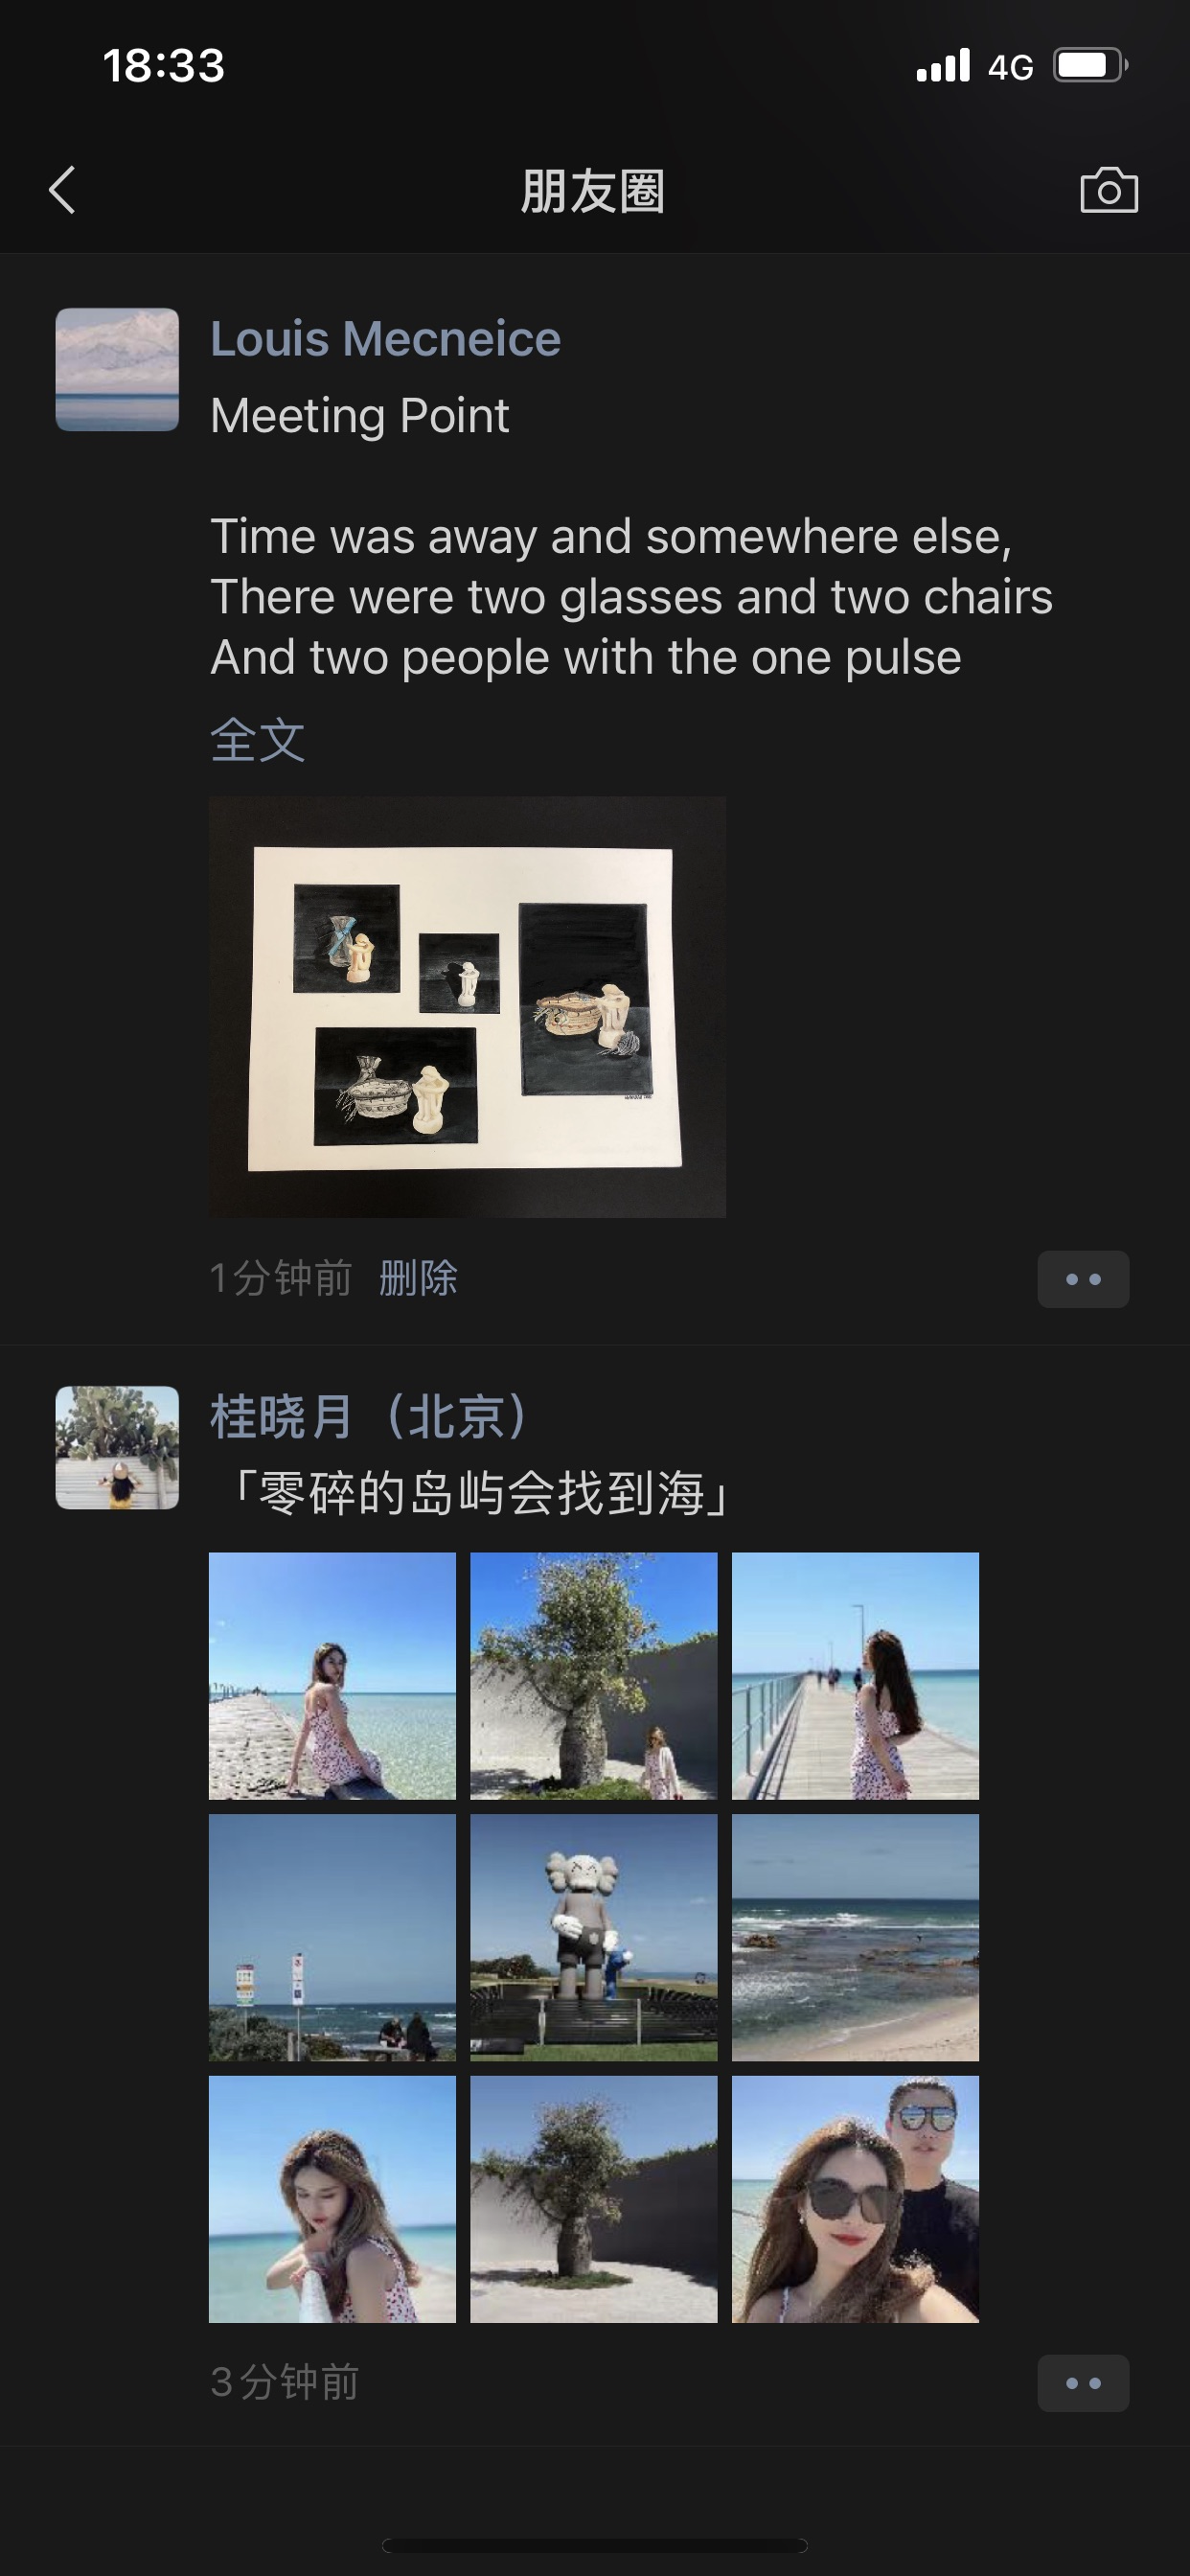 18:33
4G
朋友圈
Louis Mecneice
Meeting Point
Time was away and somewhere else,
There were two glasses and two chairs
And two people with the one pulse
全文
1分钟前 删除
桂晓月（北京）
「零碎的岛屿会找到海」
3分钟前